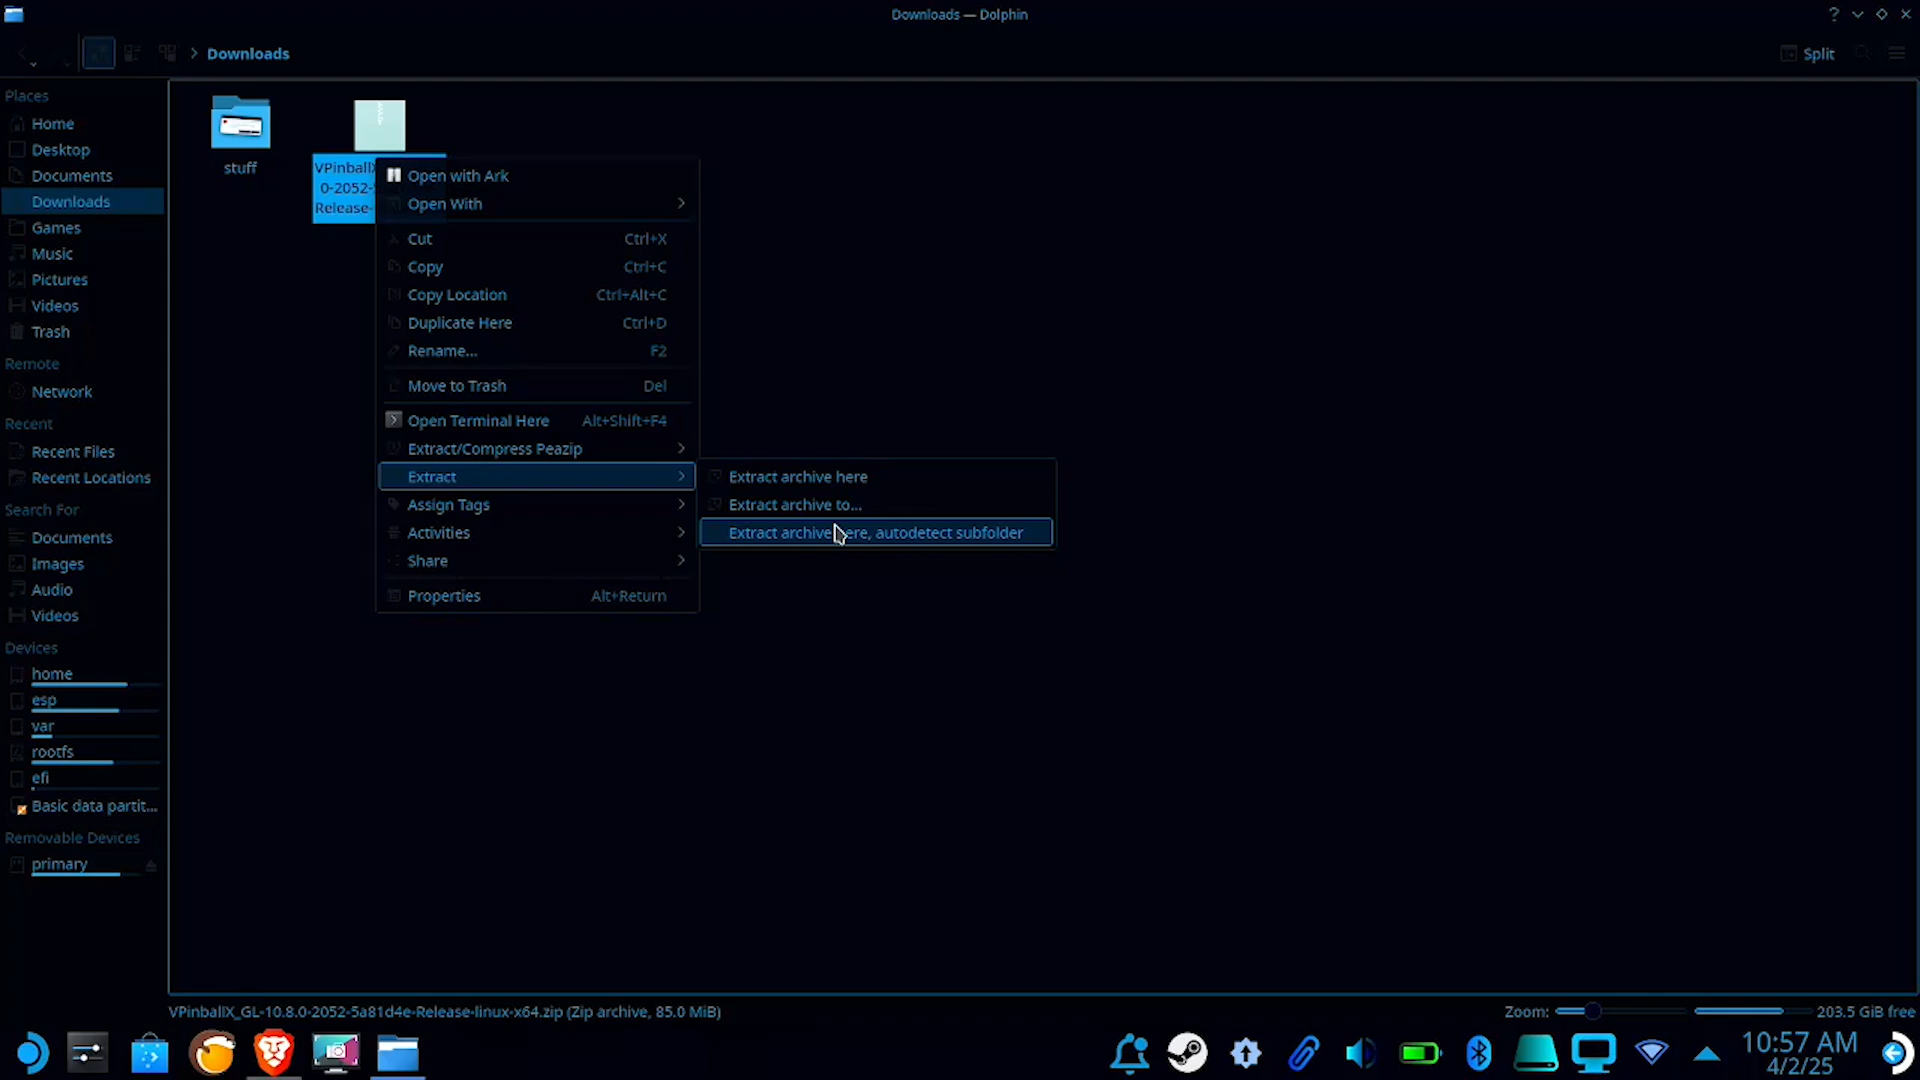 Downloads — Dolphin
Downloads
Split
Places
Home
Desktop
Documents
Downloads
Games
Music
Pictures
Videos
Trash
Remote
Network
Recent
Recent Files
Recent Locations
Search For
Documents
Images
Audio
Videos
Devices
home
esp
var
rootfs
efi
Basic data partit...
Removable Devices
primary
stuff
0-2052-
Release-
Open with Ark
Open With
Cut Ctrl+X
Copy Ctrl+C
Copy Location Ctrl+Alt+C
Duplicate Here Ctrl+D
Rename... F2
Move to Trash Del
Open Terminal Here Alt+Shift+F4
Extract/Compress Peazip
Extract
Assign Tags
Activities
Share
Properties Alt+Return
Extract archive here
Extract archive to...
Extract archive here, autodetect subfolder
VPinballX_GL-10.8.0-2052-5a81d4e-Release-linux-x64.zip (Zip archive, 85.0 MiB)
Zoom:
203.5 GiB free
10:57 AM
4/2/25